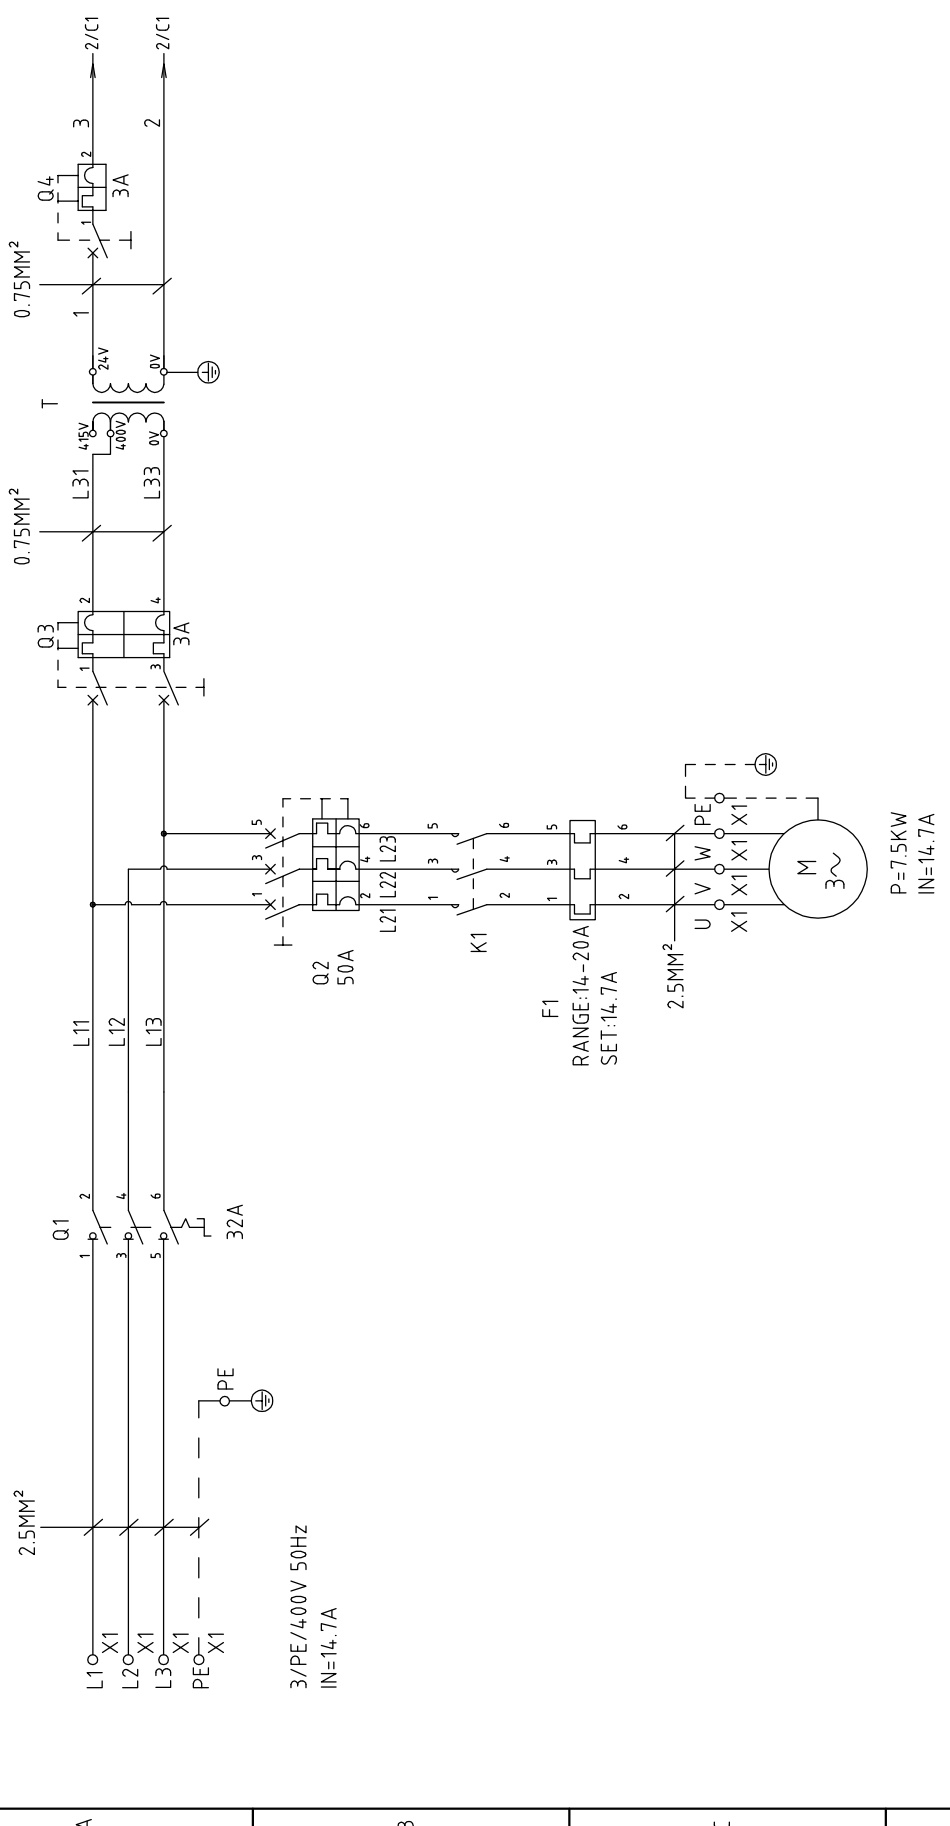 L1
X1
L2
X1
L3
X1
PE
X1
3/PE/400V 50Hz
IN=14.7A
2.5MM²
PE
Q1
1
2
3
4
5
6
32A
L11
L12
L13
Q2
50A
1
3
5
2
4
6
L21
L22
L23
K1
1
3
5
2
4
6
F1
RANGE:14-20A
SET:14.7A
1
3
5
2
4
6
2.5MM²
U
V
W
PE
X1
X1
X1
X1
M
3~
P=7.5KW
IN=14.7A
Q3
1
2
3
4
3A
0.75MM²
L31
L33
T
415V
400V
0V
24V
0V
0.75MM²
1
Q4
1
2
3A
3
2
2/C1
2/C1
A
B